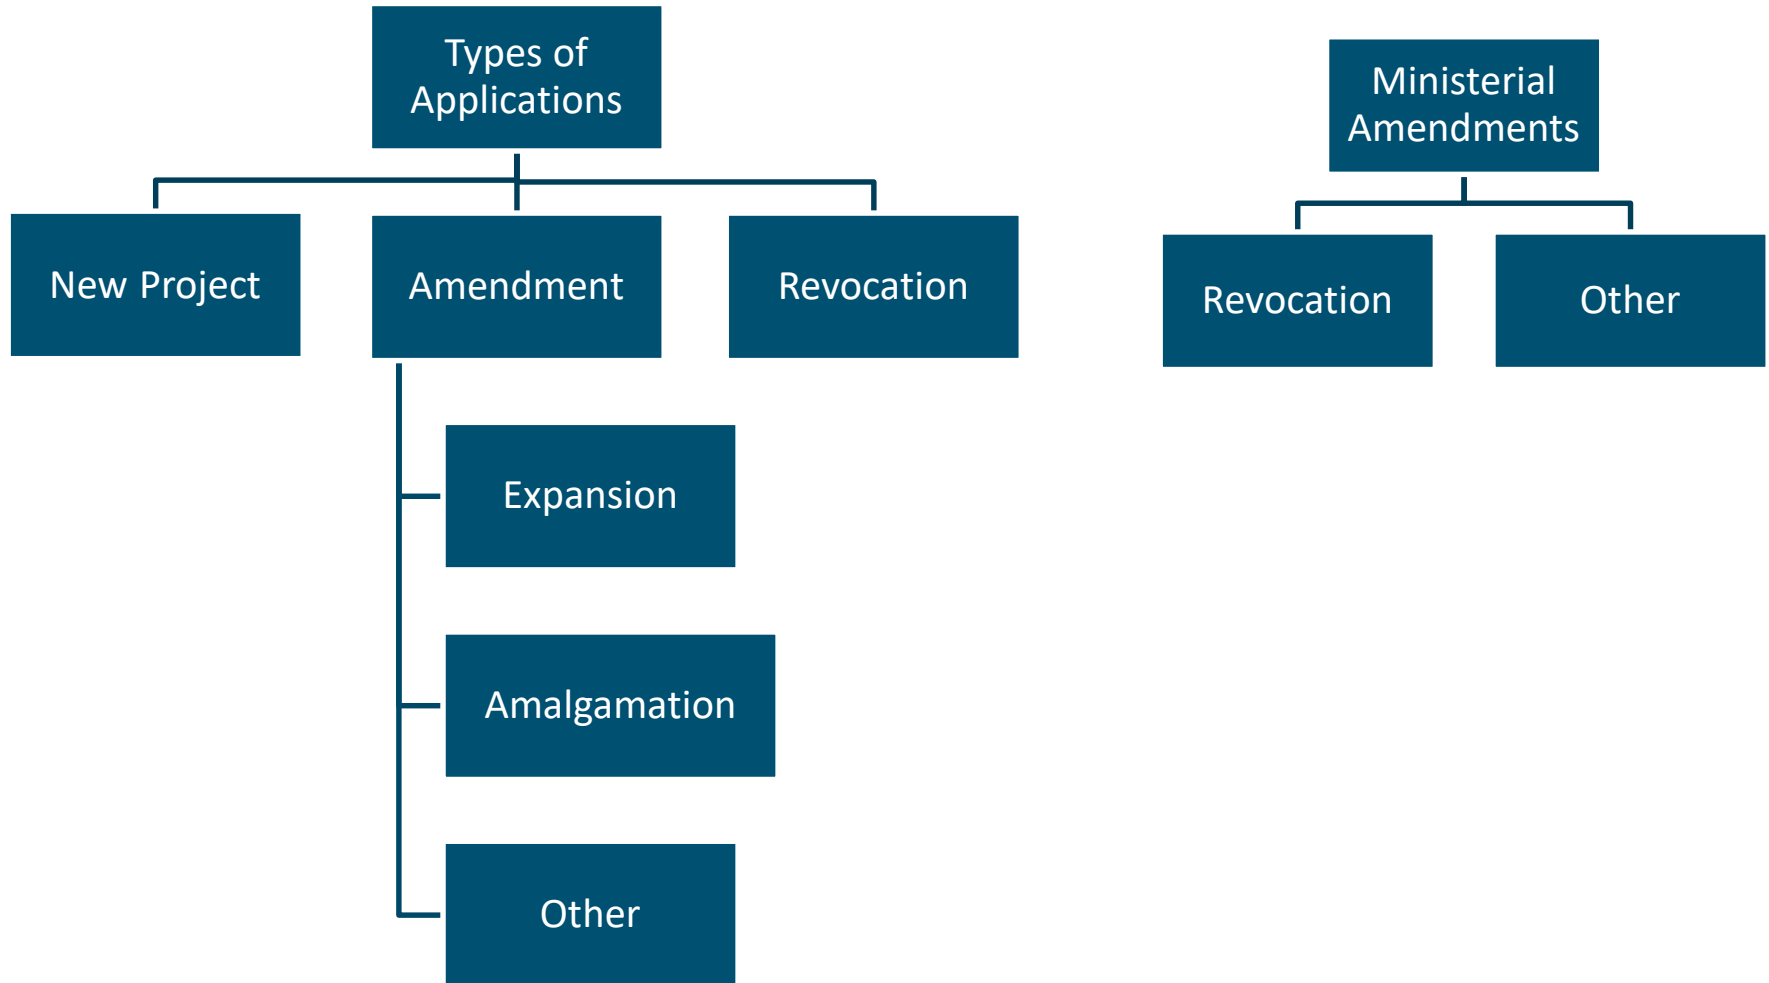 Types of
Applications
New Project
Amendment
Revocation
Expansion
Amalgamation
Other
Ministerial
Amendments
Revocation
Other